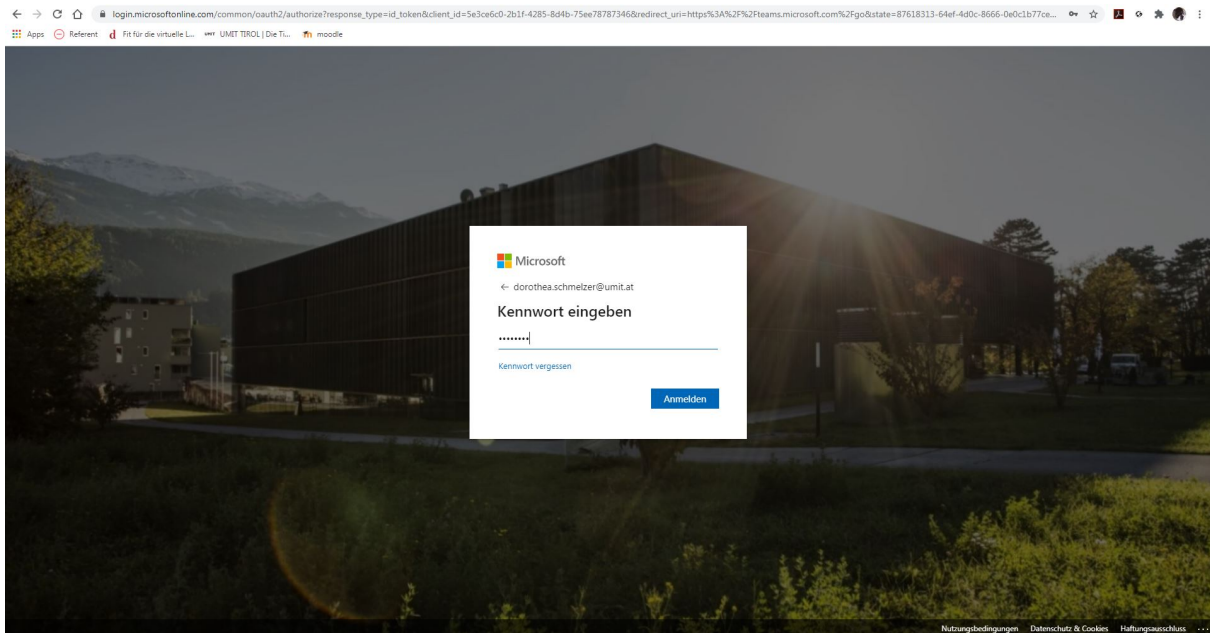 login.microsoftonline.com/common/oauth2/authorize?response_type=id_token&client_id=5e3ce6c0-2b1f-4285-8d4b-75ee78787346&redirect_uri=https%3A%2F%2Fteams.microsoft.com%2Fgo&state=87618313-64ef-4d0c-8666-0e0c1b77ce...
Apps Referent Fit für die virtuelle L... UMIT UMIT TIROL | Die Ti... moodle
Microsoft
← dorothea.schmelzer@umit.at
Kennwort eingeben
••••••••
Kennwort vergessen
Anmelden
Nutzungsbedingungen Datenschutz & Cookies Haftungsausschluss ...